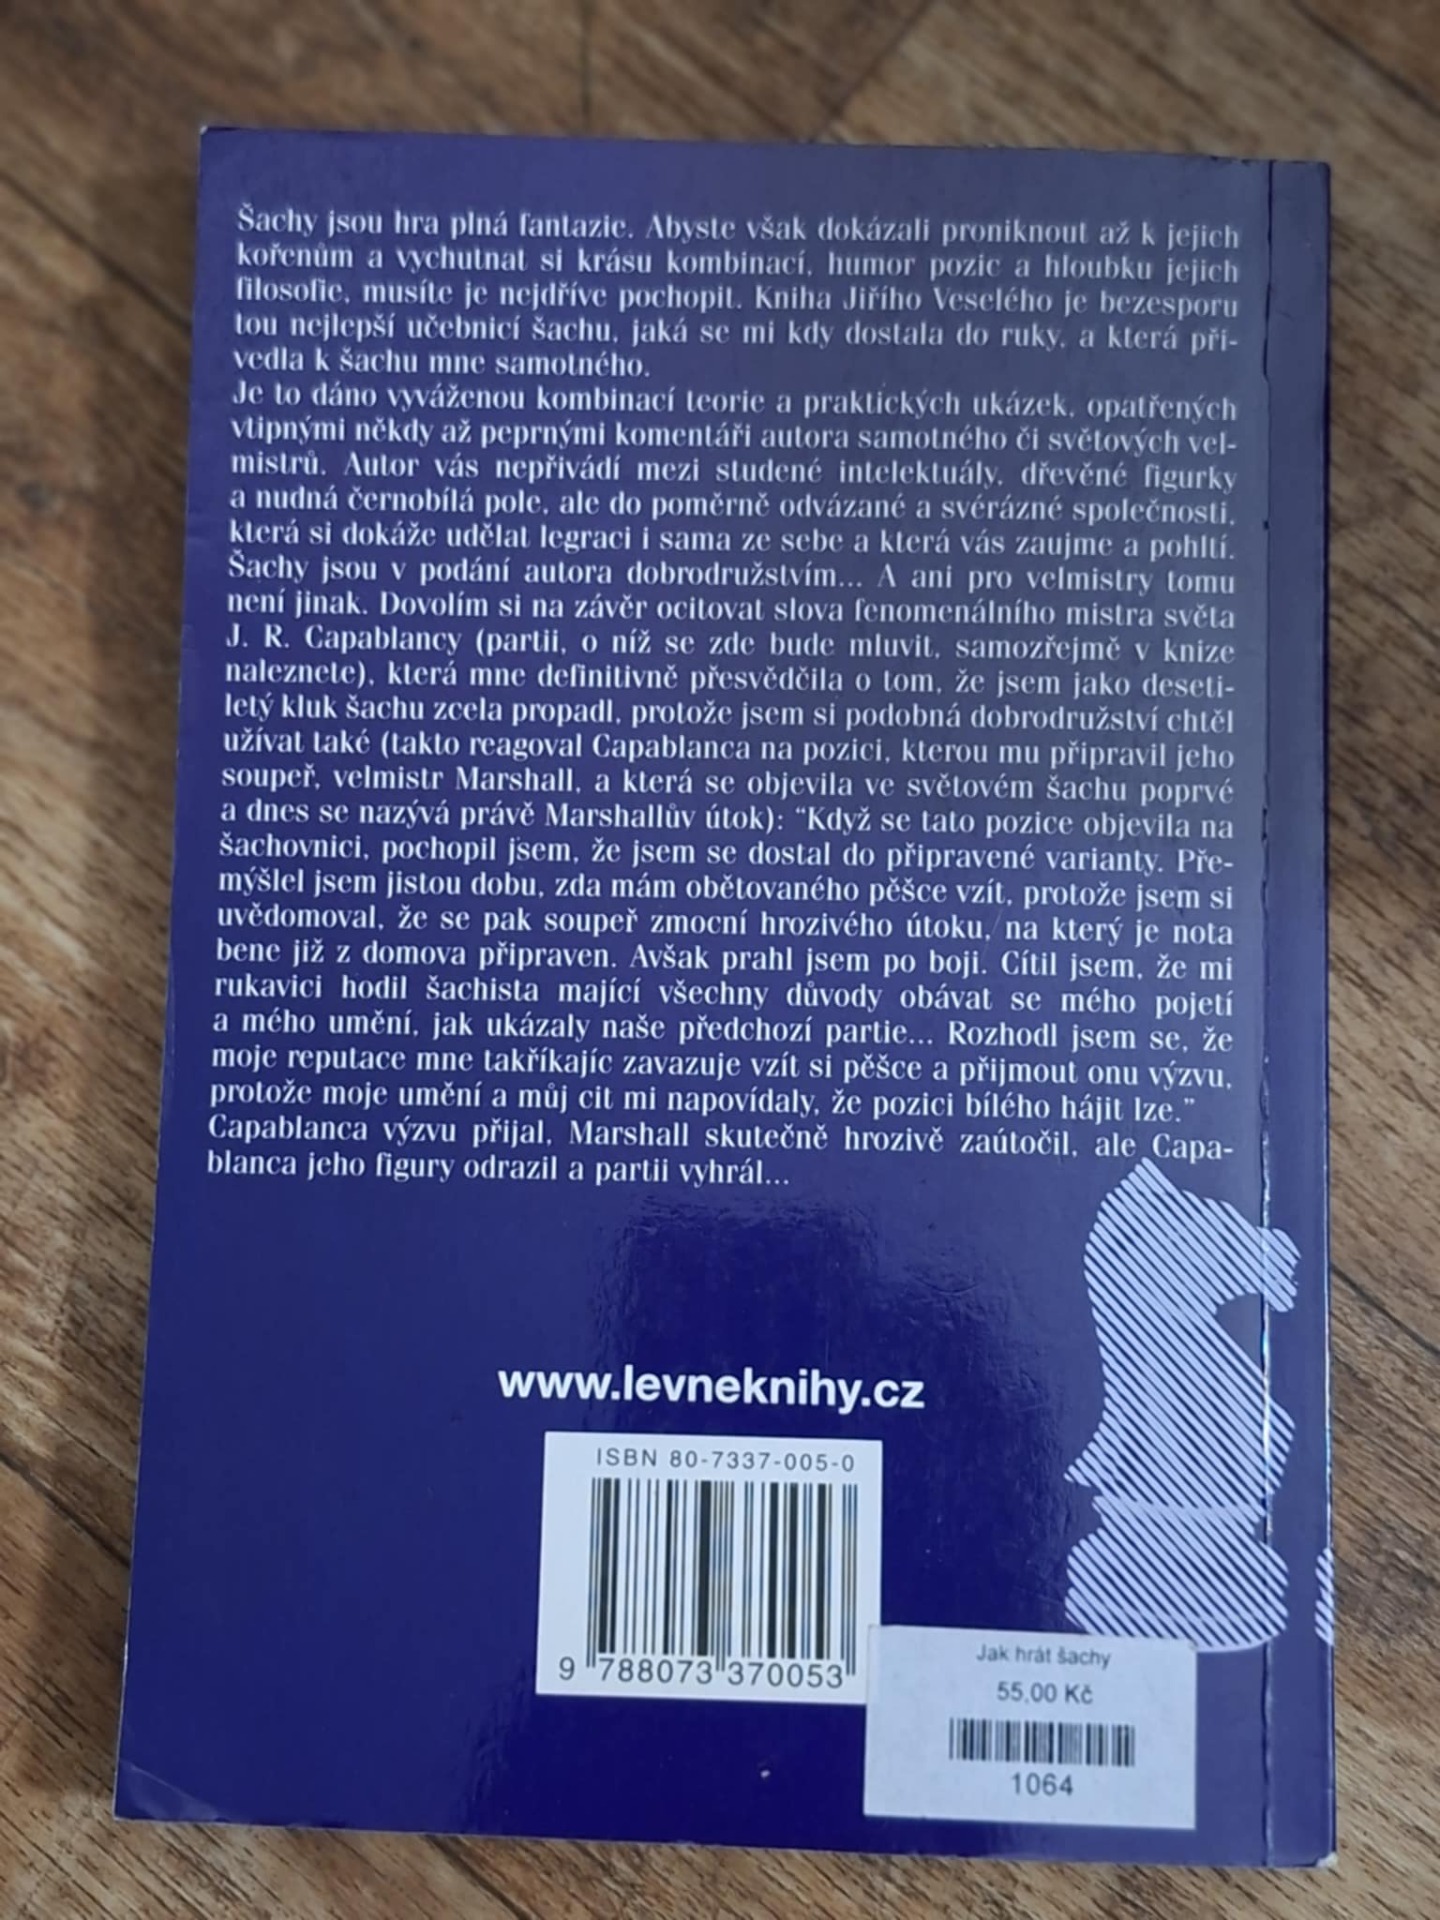 Šachy jsou hra plná fantazie. Abyste však dokázali proniknout až k jejich
kořenům a vychutnat si krásu kombinací, humor pozic a hloubku jejich
filosofie, musíte je nejdříve pochopit. Kniha Jiřího Veselého je bezesporu
tou nejlepší učebnicí šachu, jaká se mi kdy dostala do ruky, a která při-
vedla k šachu mne samotného.
Je to dáno vyváženou kombinací teorie a praktických ukázek, opatřených
vtipnými někdy až peprnými komentáři autora samotného či světových vel-
mistrů. Autor vás nepřivádí mezi studené intelektuály, dřevěné figurky
a nudná černobílá pole, ale do poměrně odvázané a svérázné společnosti,
která si dokáže udělat legraci i sama ze sebe a která vás zaujme a pohltí.
Šachy jsou v podání autora dobrodružstvím... A ani pro velmistry tomu
není jinak. Dovolím si na závěr ocitovat slova fenomenálního mistra světa
J. R. Capablancy (partii, o níž se zde bude mluvit, samozřejmě v knize
naleznete), která mne definitivně přesvědčila o tom, že jsem jako deseti-
letý kluk šachu zcela propadl, protože jsem si podobná dobrodružství chtěl
užívat také (takto reagoval Capablanca na pozici, kterou mu připravil jeho
soupeř, velmistr Marshall, a která se objevila ve světovém šachu poprvé
a dnes se nazývá právě Marshallův útok): “Když se tato pozice objevila na
šachovnici, pochopil jsem, že jsem se dostal do připravené varianty. Pře-
mýšlel jsem jistou dobu, zda mám obětovaného pěšce vzít, protože jsem si
uvědomoval, že se pak soupeř zmocní hrozivého útoku, na který je nota
bene již z domova připraven. Avšak prahl jsem po boji. Cítil jsem, že mi
rukavici hodil šachista mající všechny důvody obávat se mého pojetí
a mého umění, jak ukázaly naše předchozí partie... Rozhodl jsem se, že
moje reputace mne takříkajíc zavazuje vzít si pěšce a přijmout onu výzvu,
protože moje umění a můj cit mi napovídaly, že pozici bílého hájit lze.”
Capablanca výzvu přijal, Marshall skutečně hrozivě zaútočil, ale Capa-
blanca jeho figury odrazil a partii vyhrál...
www.levneknihy.cz
ISBN 80-7337-005-0
9 788073 370053
Jak hrát šachy
55,00 Kč
1064